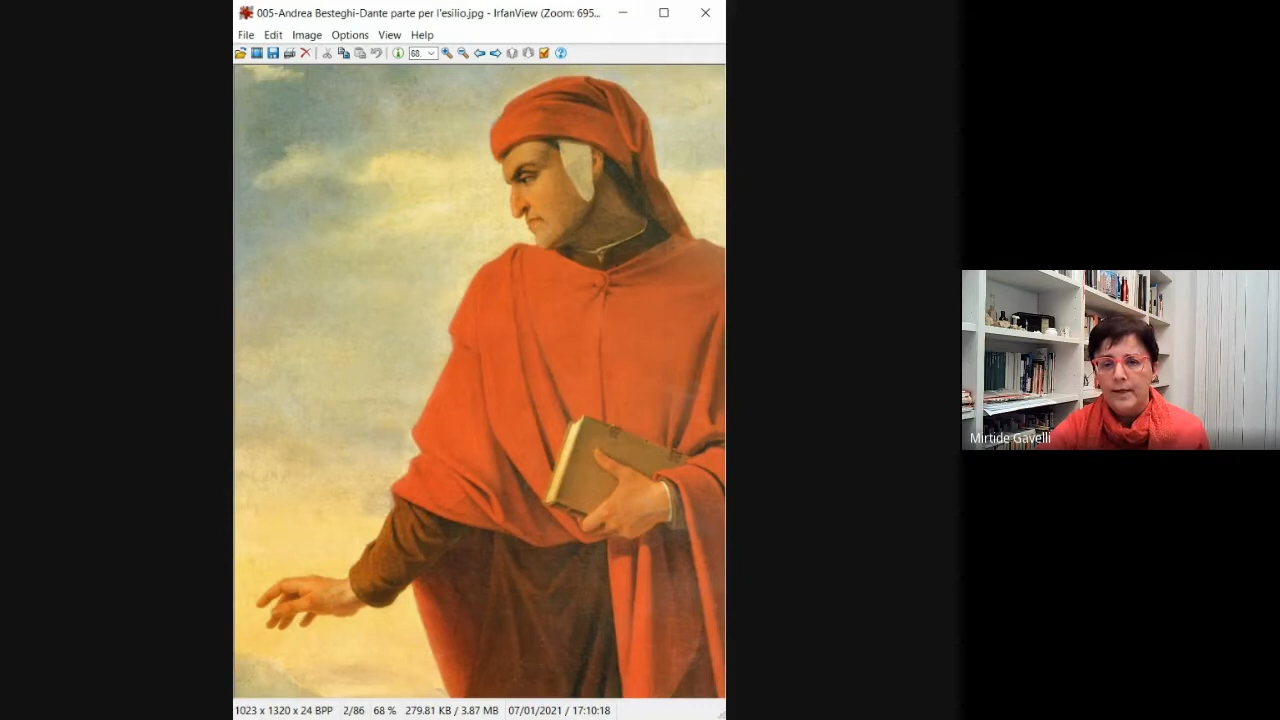 005-Andrea Besteghi-Dante parte per l'esilio.jpg - IrfanView (Zoom: 695...
File Edit Image Options View Help
68
1023 x 1320 x 24 BPP 2/86 68 % 279.81 KB / 3.87 MB 07/01/2021 / 17:10:18
Mirtide Gavelli